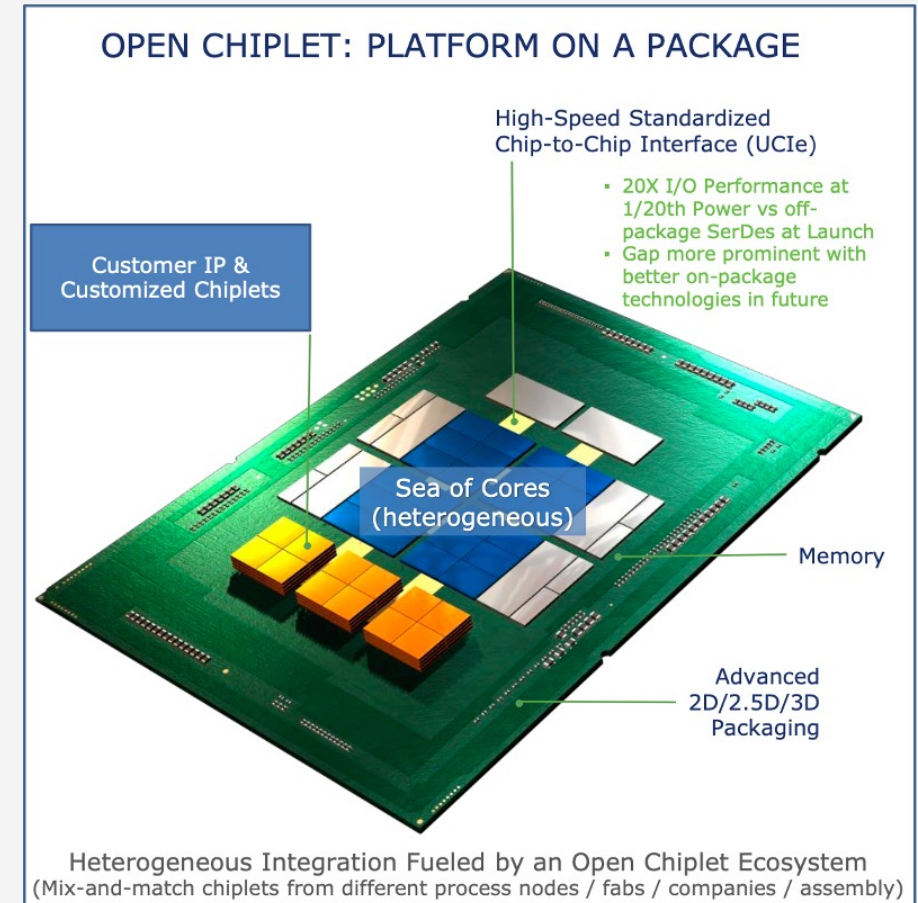 OPEN CHIPLET: PLATFORM ON A PACKAGE
High-Speed Standardized
Chip-to-Chip Interface (UCIe)
▪ 20X I/O Performance at
1/20th Power vs off-
package SerDes at Launch
▪ Gap more prominent with
better on-package
technologies in future
Customer IP &
Customized Chiplets
Sea of Cores
(heterogeneous)
Memory
Advanced
2D/2.5D/3D
Packaging
Heterogeneous Integration Fueled by an Open Chiplet Ecosystem
(Mix-and-match chiplets from different process nodes / fabs / companies / assembly)